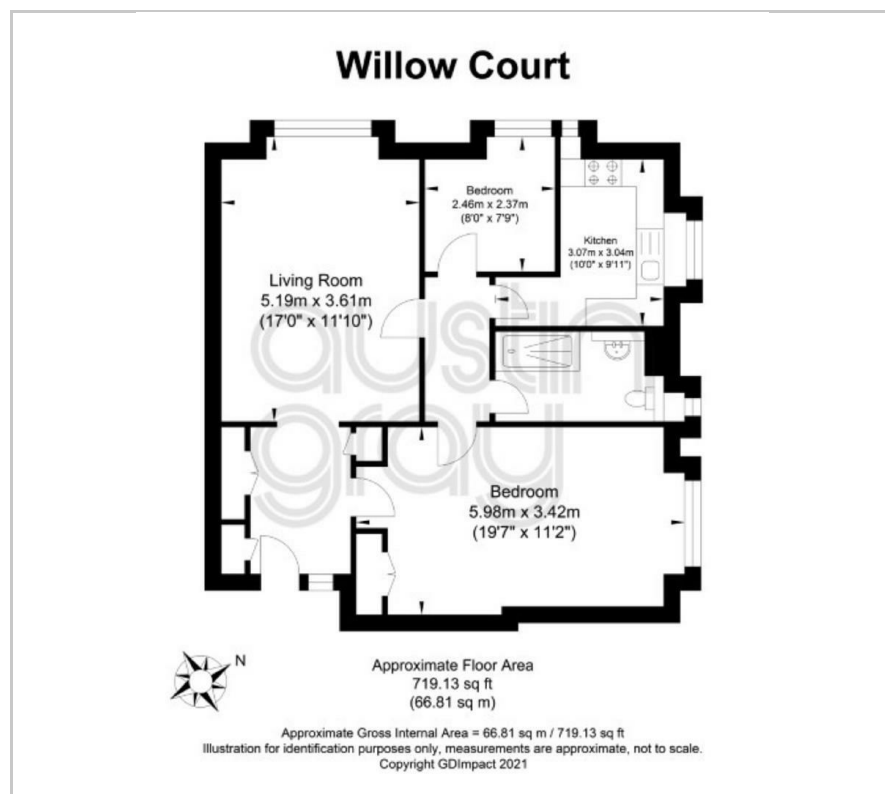 Willow Court
Bedroom
2.46m x 2.37m
(8'0" x 7'9")
Kitchen
3.07m x 3.04m
(10'0" x 9'11")
Living Room
5.19m x 3.61m
(17'0" x 11'10")
austin
gray
Bedroom
5.98m x 3.42m
(19'7" x 11'2")
N
Approximate Floor Area
719.13 sq ft
(66.81 sq m)
Approximate Gross Internal Area = 66.81 sq m / 719.13 sq ft
Illustration for identification purposes only, measurements are approximate, not to scale.
Copyright GDImpact 2021